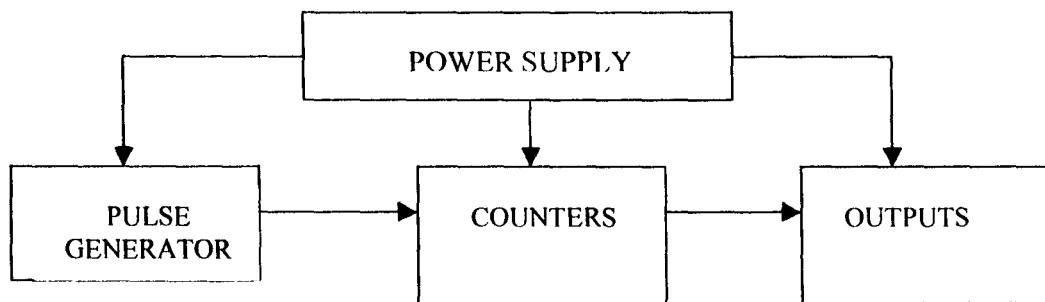 POWER SUPPLY
PULSE
GENERATOR
COUNTERS
OUTPUTS